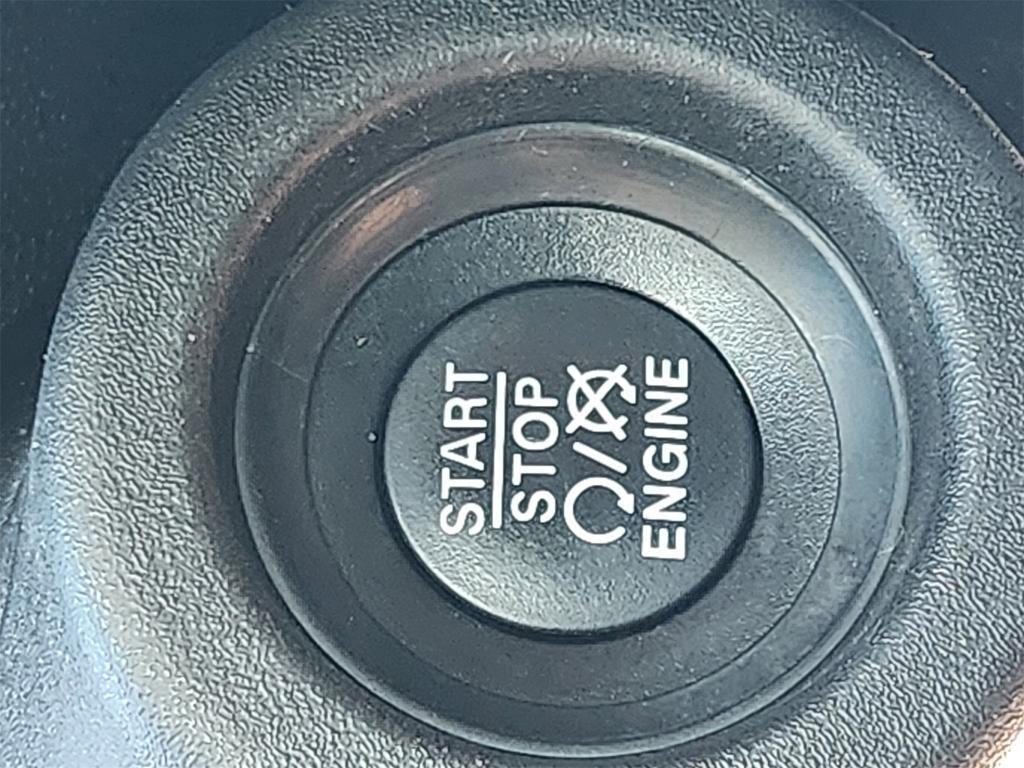 START
STOP
/
ENGINE